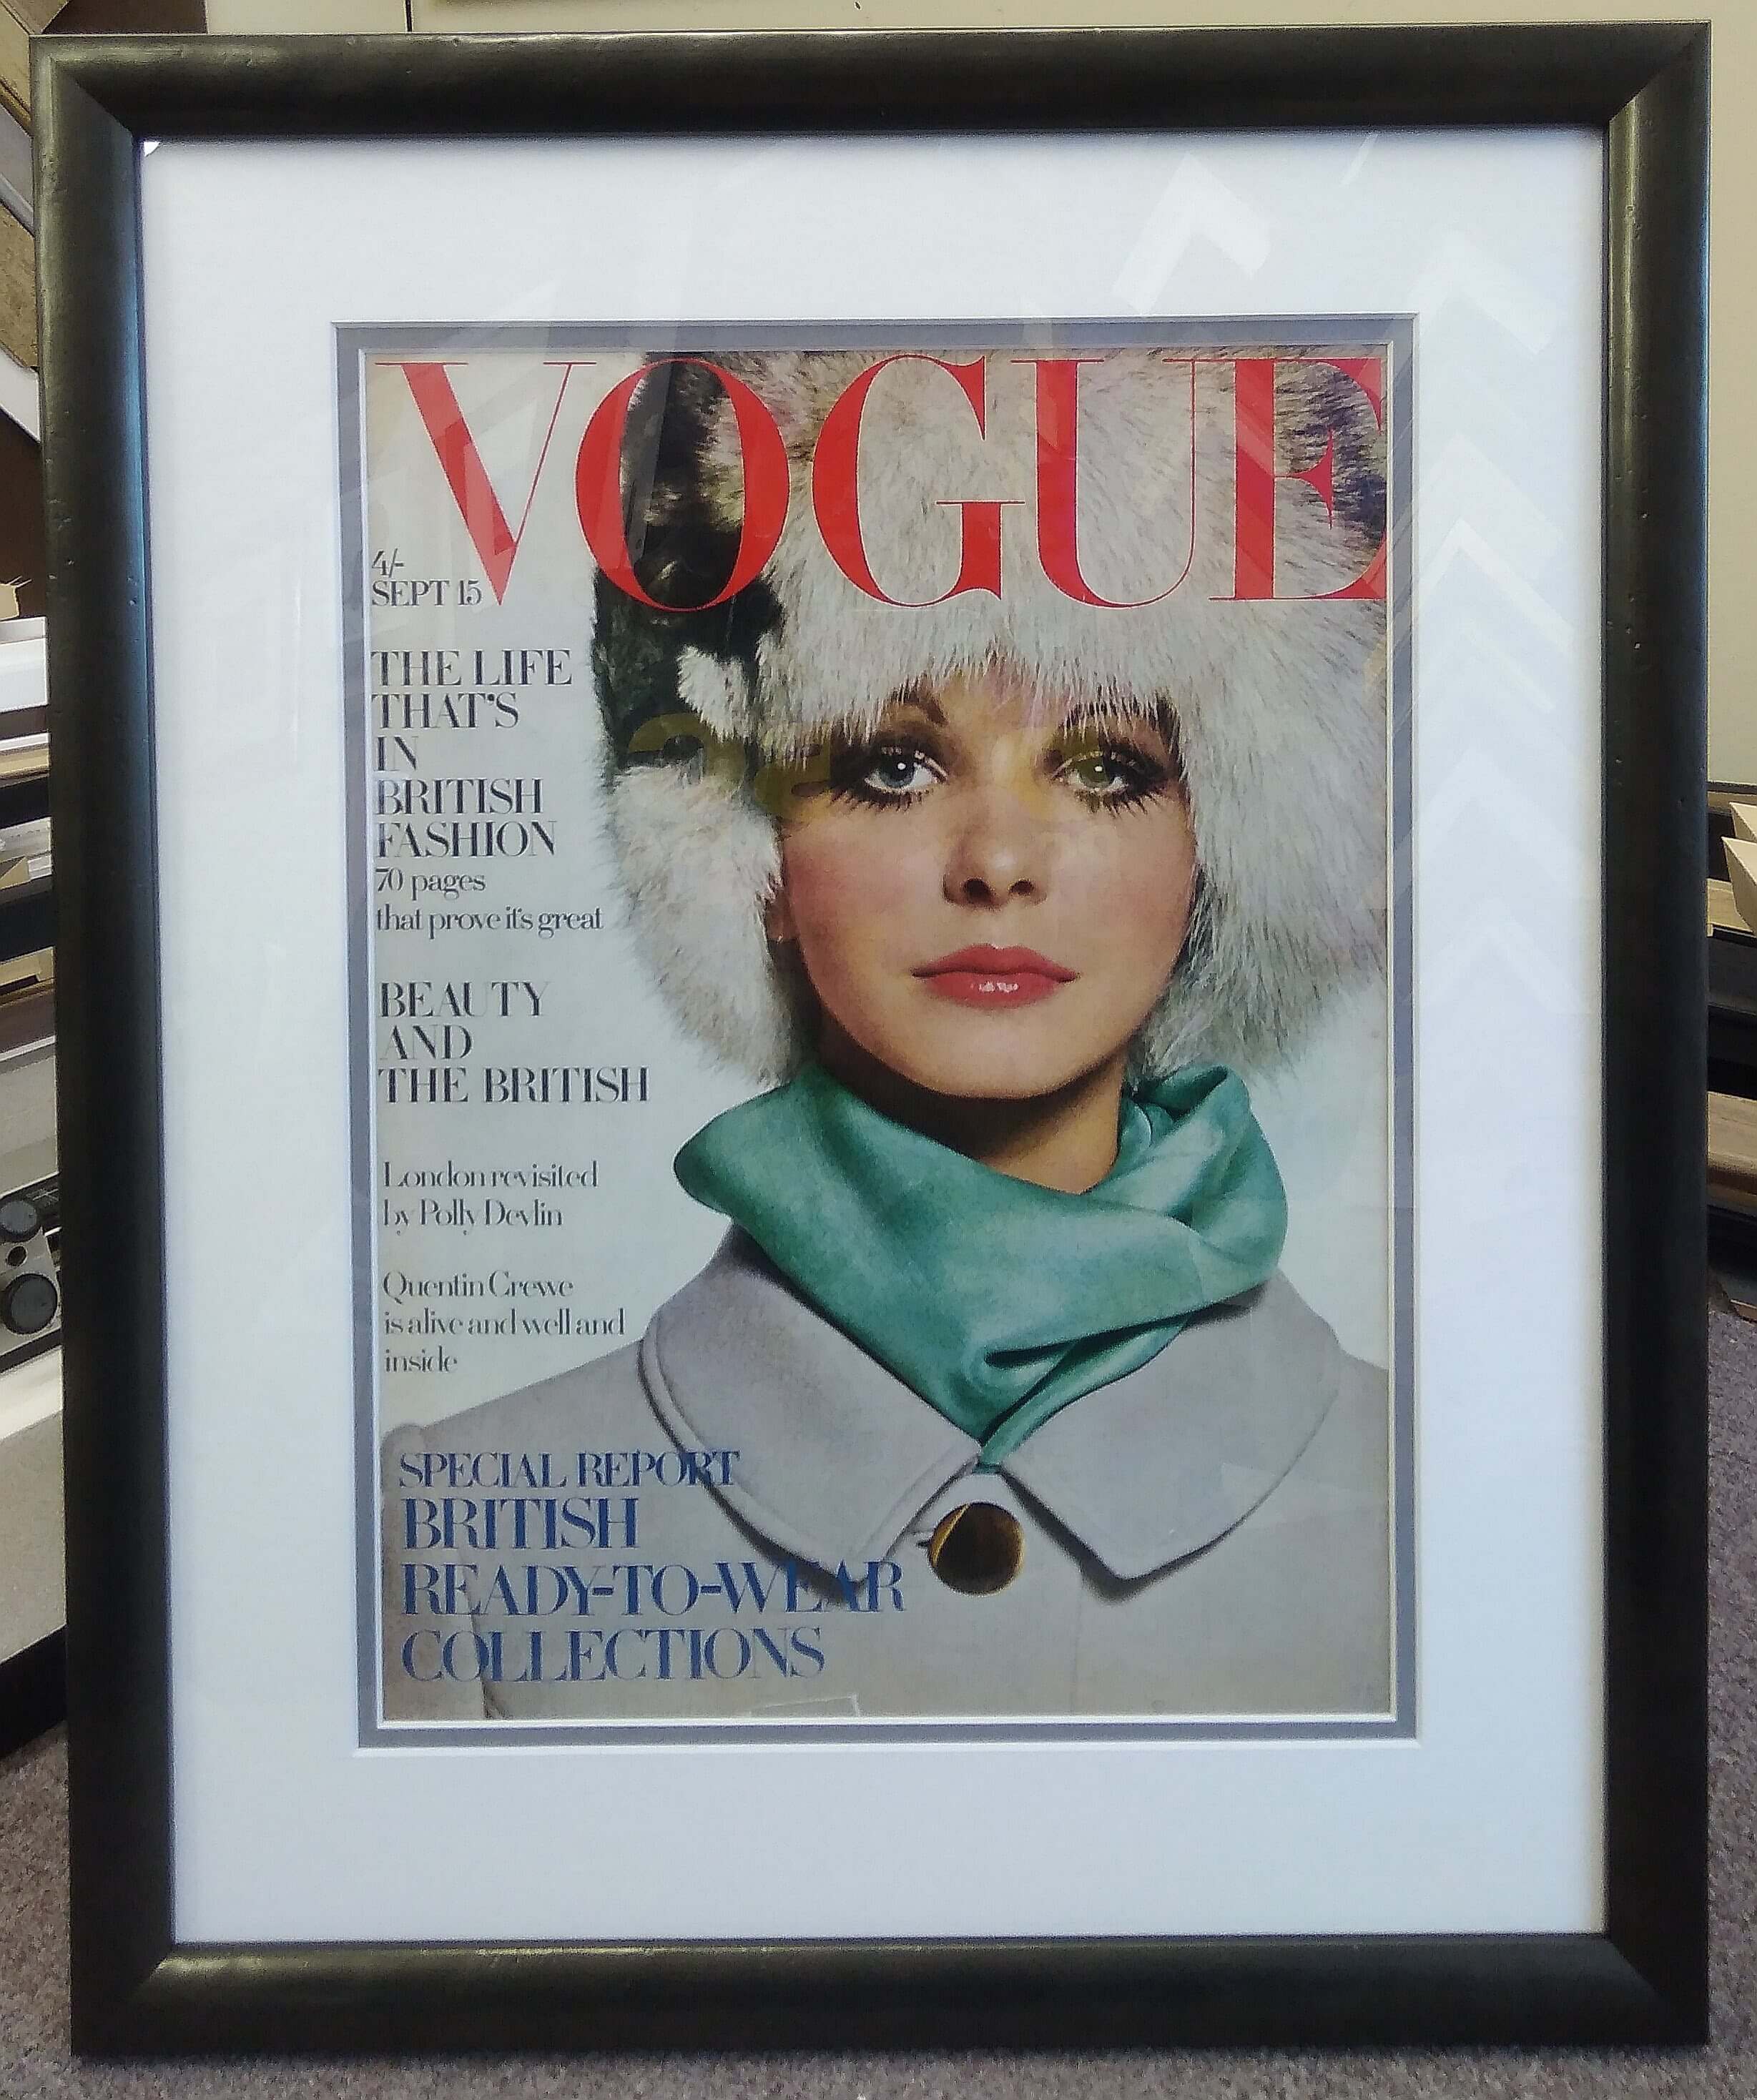 VOGUE
4/-
SEPT 15
THE LIFE
THAT'S
IN
BRITISH
FASHION
70 pages
that prove it's great
BEAUTY
AND
THE BRITISH
London revisited
by Polly Devlin
Quentin Crewe
is alive and well and
inside
SPECIAL REPORT
BRITISH
READY-TO-WEAR
COLLECTIONS